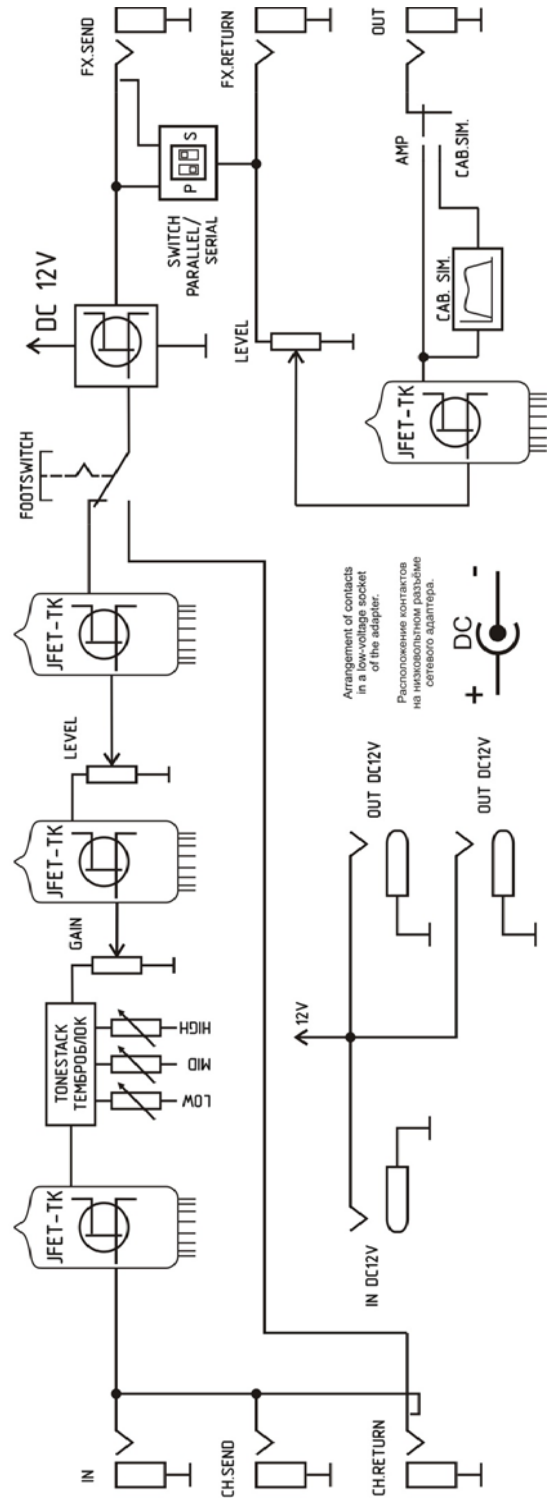 IN
CH.SEND
CH.RETURN
JFET-TK
TONESTACK
ТЕМБРОБЛОК
LOW
MID
HIGH
GAIN
JFET-TK
LEVEL
JFET-TK
FOOTSWITCH
DC 12V
SWITCH
PARALLEL/
SERIAL
P
S
FX.SEND
FX.RETURN
LEVEL
JFET-TK
CAB. SIM.
AMP
CAB.SIM.
OUT
IN DC12V
12V
OUT DC12V
OUT DC12V
Arrangement of contacts
in a low-voltage socket
of the adapter.
Расположение контактов
на низковольтном разъёме
сетевого адаптера.
+
DC
-